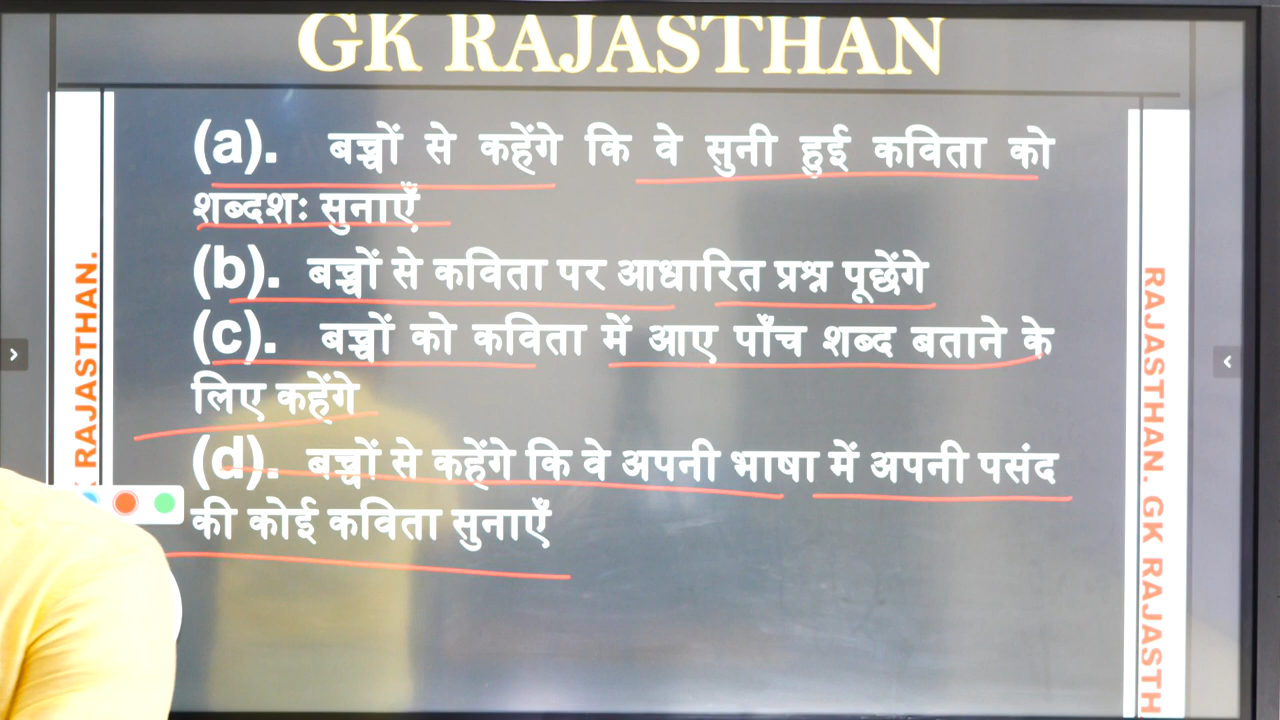 GK RAJASTHAN
(a). बच्चों से कहेंगे कि वे सुनी हुई कविता को
शब्दशः सुनाएँ
(b). बच्चों से कविता पर आधारित प्रश्न पूछेंगे
(c). बच्चों को कविता में आए पाँच शब्द बताने के
लिए कहेंगे
(d). बच्चों से कहेंगे कि वे अपनी भाषा में अपनी पसंद
की कोई कविता सुनाएँ
RAJASTHAN.
RAJASTHAN. GK RAJASTH